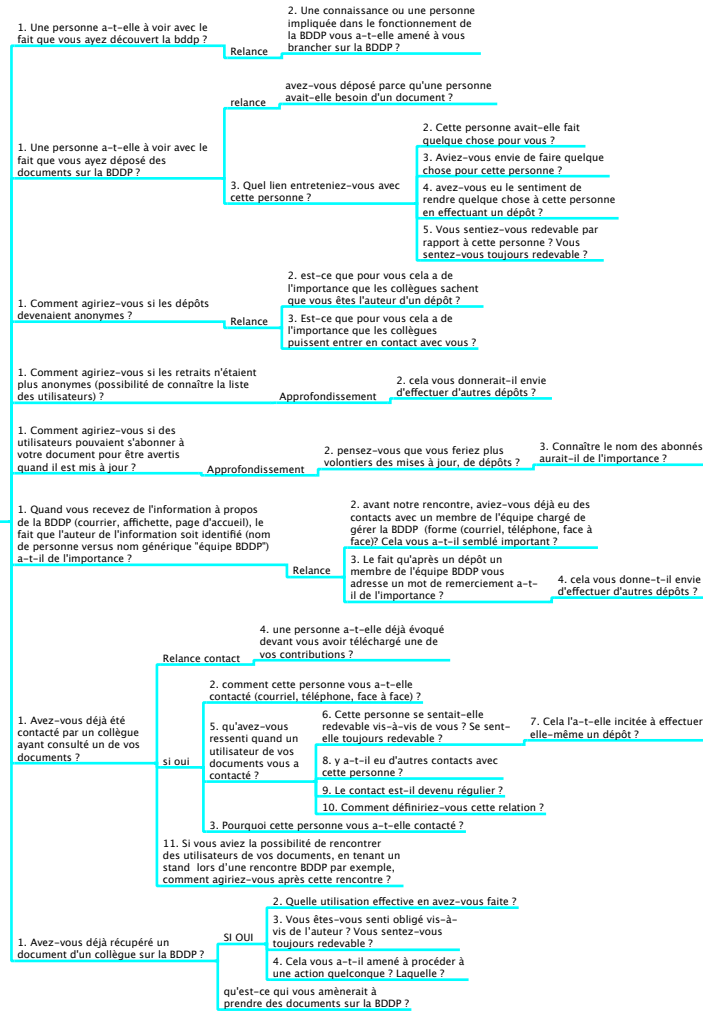 1. Une personne a-t-elle à voir avec le
fait que vous ayez découvert la bddp ?
Relance
2. Une connaissance ou une personne
impliquée dans le fonctionnement de
la BDDP vous a-t-elle amené à vous
brancher sur la BDDP ?
1. Une personne a-t-elle à voir avec le
fait que vous ayez déposé des
documents sur la BDDP ?
relance
avez-vous déposé parce qu'une personne
avait-elle besoin d'un document ?
3. Quel lien entreteniez-vous avec
cette personne ?
2. Cette personne avait-elle fait
quelque chose pour vous ?
3. Aviez-vous envie de faire quelque
chose pour cette personne ?
4. avez-vous eu le sentiment de
rendre quelque chose à cette personne
en effectuant un dépôt ?
5. Vous sentiez-vous redevable par
rapport à cette personne ? Vous
sentez-vous toujours redevable ?
1. Comment agiriez-vous si les dépôts
devenaient anonymes ?
Relance
2. est-ce que pour vous cela a de
l'importance que les collègues sachent
que vous êtes l'auteur d'un dépôt ?
3. Est-ce que pour vous cela a de
l'importance que les collègues
puissent entrer en contact avec vous ?
1. Comment agiriez-vous si les retraits n'étaient
plus anonymes (possibilité de connaître la liste
des utilisateurs) ?
Approfondissement
2. cela vous donnerait-il envie
d'effectuer d'autres dépôts ?
1. Comment agiriez-vous si des
utilisateurs pouvaient s'abonner à
votre document pour être avertis
quand il est mis à jour ?
Approfondissement
2. pensez-vous que vous feriez plus
volontiers des mises à jour, de dépôts ?
3. Connaître le nom des abonnés
aurait-il de l'importance ?
1. Quand vous recevez de l'information à propos
de la BDDP (courrier, affichette, page d'accueil), le
fait que l'auteur de l'information soit identifié (nom
de personne versus nom générique "équipe BDDP")
a-t-il de l'importance ?
Relance
2. avant notre rencontre, aviez-vous déjà eu des
contacts avec un membre de l'équipe chargé de
gérer la BDDP (forme (courriel, téléphone, face à
face)? Cela vous a-t-il semblé important ?
3. Le fait qu'après un dépôt un
membre de l'équipe BDDP vous
adresse un mot de remerciement a-t-
il de l'importance ?
4. cela vous donne-t-il envie
d'effectuer d'autres dépôts ?
1. Avez-vous déjà été
contacté par un collègue
ayant consulté un de vos
documents ?
Relance contact
4. une personne a-t-elle déjà évoqué
devant vous avoir téléchargé une de
vos contributions ?
si oui
2. comment cette personne vous a-t-elle
contacté (courriel, téléphone, face à face) ?
5. qu'avez-vous
ressenti quand un
utilisateur de vos
documents vous a
contacté ?
6. Cette personne se sentait-elle
redevable vis-à-vis de vous ? Se sent-
elle toujours redevable ?
7. Cela l'a-t-elle incitée à effectuer
elle-même un dépôt ?
8. y a-t-il eu d'autres contacts avec
cette personne ?
9. Le contact est-il devenu régulier ?
10. Comment définiriez-vous cette relation ?
3. Pourquoi cette personne vous a-t-elle contacté ?
11. Si vous aviez la possibilité de rencontrer
des utilisateurs de vos documents, en tenant un
stand lors d'une rencontre BDDP par exemple,
comment agiriez-vous après cette rencontre ?
1. Avez-vous déjà récupéré un
document d'un collègue sur la BDDP ?
SI OUI
2. Quelle utilisation effective en avez-vous faite ?
3. Vous êtes-vous senti obligé vis-à-
vis de l'auteur ? Vous sentez-vous
toujours redevable ?
4. Cela vous a-t-il amené à procéder à
une action quelconque ? Laquelle ?
qu'est-ce qui vous amènerait à
prendre des documents sur la BDDP ?